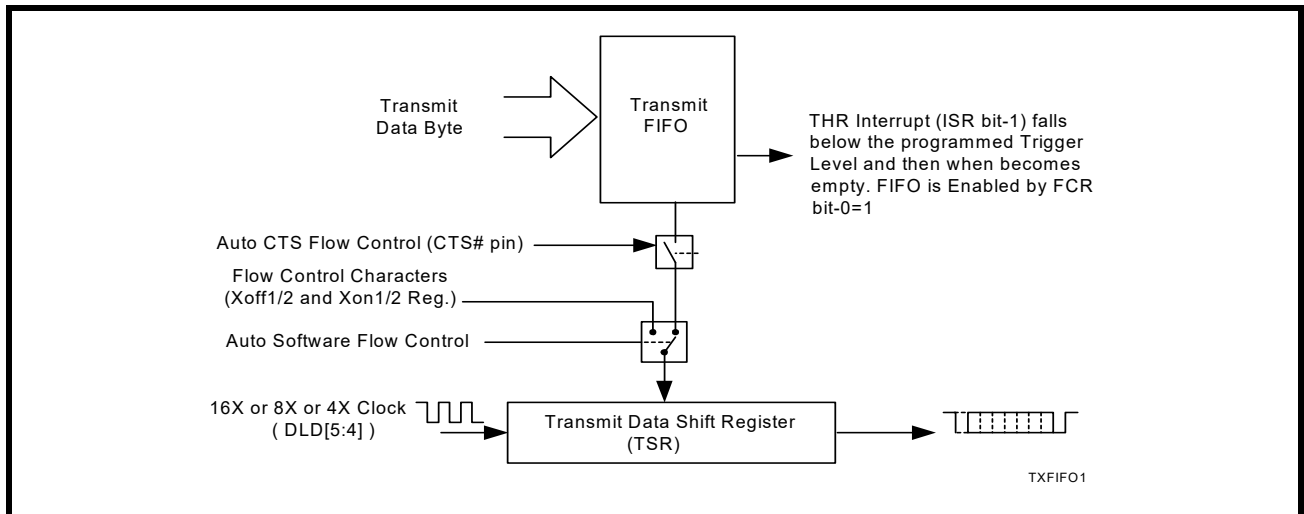 Transmit
Data Byte
Transmit
FIFO
THR Interrupt (ISR bit-1) falls
below the programmed Trigger
Level and then when becomes
empty. FIFO is Enabled by FCR
bit-0=1
Auto CTS Flow Control (CTS# pin)
Flow Control Characters
(Xoff1/2 and Xon1/2 Reg.)
Auto Software Flow Control
16X or 8X or 4X Clock
( DLD[5:4] )
Transmit Data Shift Register
(TSR)
TXFIFO1